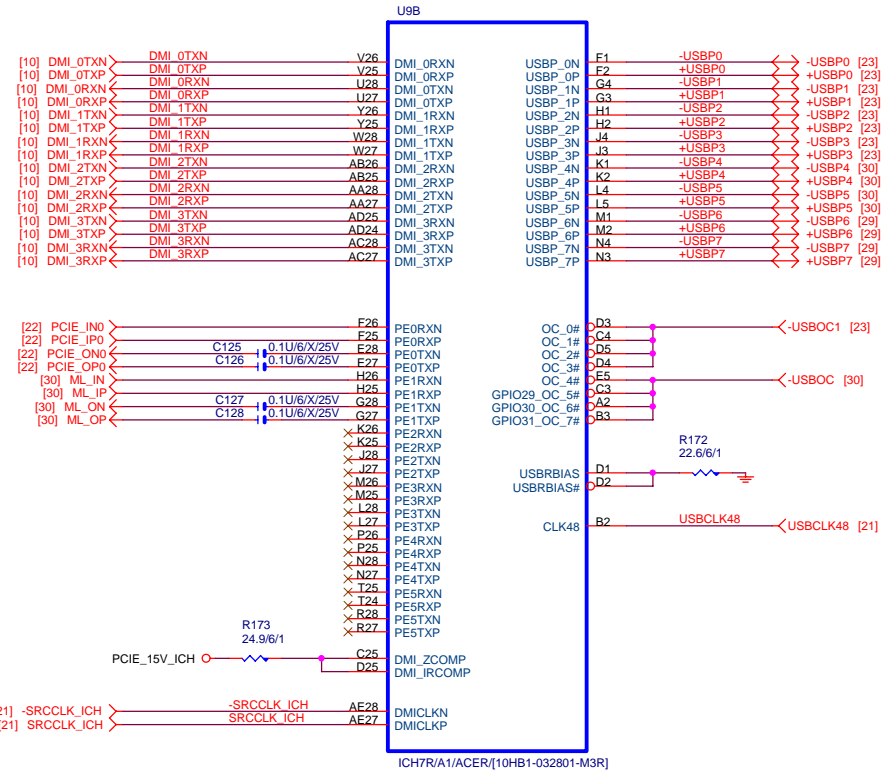 U9B
[10] DMI_0TXN DMI_0TXN V26 DMI_0RXN USBP_0N F1 -USBP0 -USBP0 [23]
[10] DMI_0TXP DMI_0TXP V25 DMI_0RXP USBP_0P F2 +USBP0 +USBP0 [23]
[10] DMI_0RXN DMI_0RXN U28 DMI_0TXN USBP_1N G4 -USBP1 -USBP1 [23]
[10] DMI_0RXP DMI_0RXP U27 DMI_0TXP USBP_1P G3 +USBP1 +USBP1 [23]
[10] DMI_1TXN DMI_1TXN Y26 DMI_1RXN USBP_2N H1 -USBP2 -USBP2 [23]
[10] DMI_1TXP DMI_1TXP Y25 DMI_1RXP USBP_2P H2 +USBP2 +USBP2 [23]
[10] DMI_1RXN DMI_1RXN W28 DMI_1TXN USBP_3N J4 -USBP3 -USBP3 [23]
[10] DMI_1RXP DMI_1RXP W27 DMI_1TXP USBP_3P J3 +USBP3 +USBP3 [23]
[10] DMI_2TXN DMI_2TXN AB26 DMI_2RXN USBP_4N K1 -USBP4 -USBP4 [30]
[10] DMI_2TXP DMI_2TXP AB25 DMI_2RXP USBP_4P K2 +USBP4 +USBP4 [30]
[10] DMI_2RXN DMI_2RXN AA28 DMI_2TXN USBP_5N L4 -USBP5 -USBP5 [30]
[10] DMI_2RXP DMI_2RXP AA27 DMI_2TXP USBP_5P L5 +USBP5 +USBP5 [30]
[10] DMI_3TXN DMI_3TXN AD25 DMI_3RXN USBP_6N M1 -USBP6 -USBP6 [29]
[10] DMI_3TXP DMI_3TXP AD24 DMI_3RXP USBP_6P M2 +USBP6 +USBP6 [29]
[10] DMI_3RXN DMI_3RXN AC28 DMI_3TXN USBP_7N N4 -USBP7 -USBP7 [29]
[10] DMI_3RXP DMI_3RXP AC27 DMI_3TXP USBP_7P N3 +USBP7 +USBP7 [29]
[22] PCIE_IN0 F26 PE0RXN OC_0# D3 -USBOC1 [23]
[22] PCIE_IP0 F25 PE0RXP OC_1# C4
[22] PCIE_ON0 C125 0.1U/6/X/25V E28 PE0TXN OC_2# D5
[22] PCIE_OP0 C126 0.1U/6/X/25V E27 PE0TXP OC_3# D4
[30] ML_IN H26 PE1RXN OC_4# E5 -USBOC [30]
[30] ML_IP H25 PE1RXP GPIO29_OC_5# C3
[30] ML_ON C127 0.1U/6/X/25V G28 PE1TXN GPIO30_OC_6# A2
[30] ML_OP C128 0.1U/6/X/25V G27 PE1TXP GPIO31_OC_7# B3
K26 PE2RXN
K25 PE2RXP
R172
22.6/6/1
J28 PE2TXN
J27 PE2TXP USBRBIAS D1
M26 PE3RXN USBRBIAS# D2
M25 PE3RXP
L28 PE3TXN
L27 PE3TXP CLK48 B2 USBCLK48 USBCLK48 [21]
P26 PE4RXN
P25 PE4RXP
N28 PE4TXN
N27 PE4TXP
T25 PE5RXN
T24 PE5RXP
R28 PE5TXN
R27 PE5TXP
R173
24.9/6/1
PCIE_15V_ICH C25 DMI_ZCOMP
D25 DMI_IRCOMP
21] -SRCCLK_ICH -SRCCLK_ICH AE28 DMICLKN
[21] SRCCLK_ICH SRCCLK_ICH AE27 DMICLKP
ICH7R/A1/ACER/[10HB1-032801-M3R]